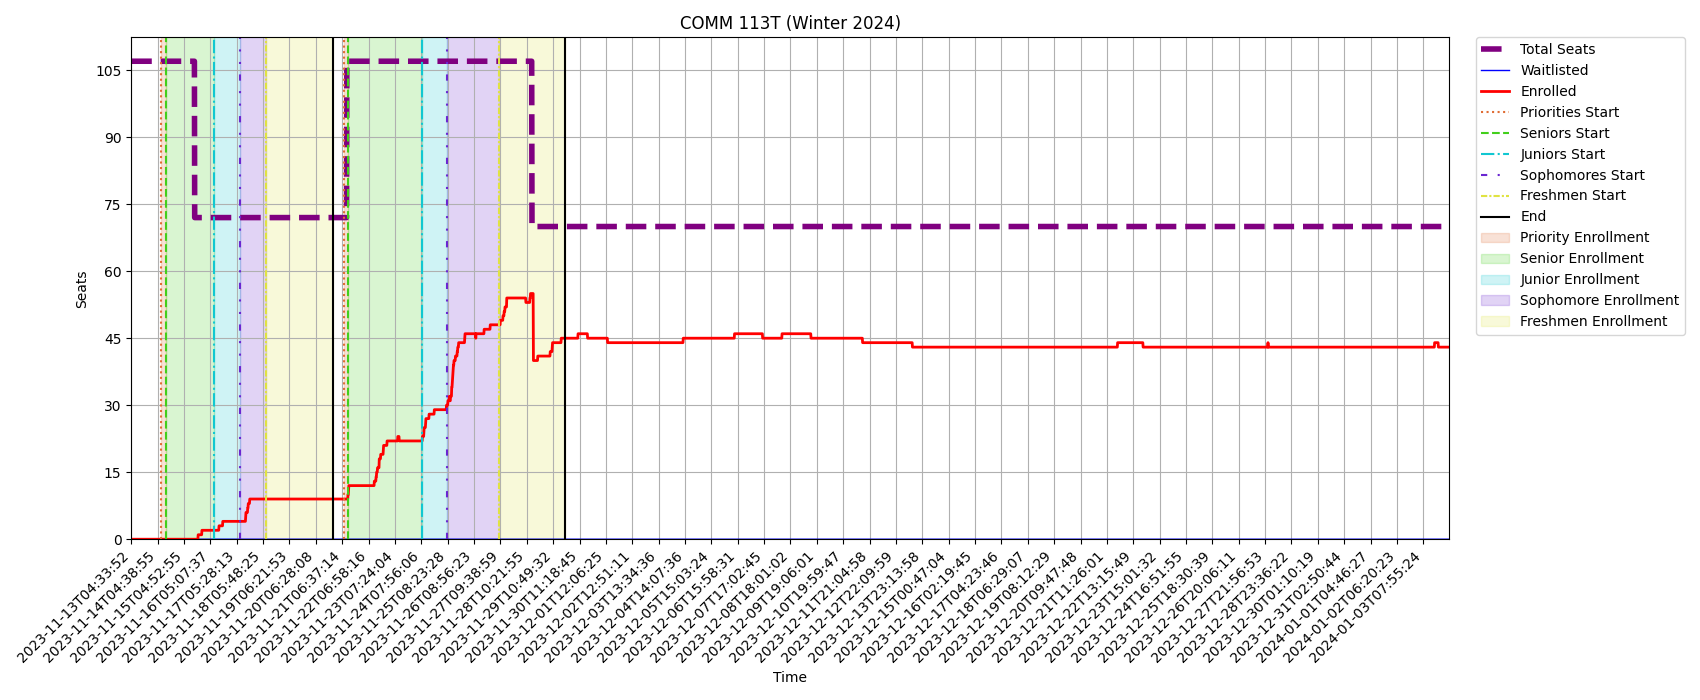 COMM 113T (Winter 2024)
Seats
105
90
75
60
45
30
15
0
2023-11-13T04:33:52
2023-11-14T04:38:55
2023-11-15T04:52:55
2023-11-16T05:07:37
2023-11-17T05:28:13
2023-11-18T05:48:25
2023-11-19T06:21:53
2023-11-20T06:28:08
2023-11-21T06:37:14
2023-11-22T06:58:16
2023-11-23T07:24:04
2023-11-24T07:56:06
2023-11-25T08:23:28
2023-11-26T08:56:23
2023-11-27T09:38:59
2023-11-28T10:21:55
2023-11-29T10:49:32
2023-11-30T11:18:45
2023-12-01T12:06:25
2023-12-02T12:51:11
2023-12-03T13:34:36
2023-12-04T14:07:36
2023-12-05T15:03:24
2023-12-06T15:58:31
2023-12-07T17:02:45
2023-12-08T18:01:02
2023-12-09T19:06:01
2023-12-10T19:59:47
2023-12-11T21:04:58
2023-12-12T22:09:59
2023-12-13T23:13:58
2023-12-15T00:47:04
2023-12-16T02:19:45
2023-12-17T04:23:46
2023-12-18T06:29:07
2023-12-19T08:12:29
2023-12-20T09:47:48
2023-12-21T11:26:01
2023-12-22T13:15:49
2023-12-23T15:01:32
2023-12-24T16:51:55
2023-12-25T18:30:39
2023-12-26T20:06:11
2023-12-27T21:56:53
2023-12-28T23:36:22
2023-12-30T01:10:19
2023-12-31T02:50:44
2024-01-01T04:46:27
2024-01-02T06:20:23
2024-01-03T07:55:24
Time
Total Seats
Waitlisted
Enrolled
Priorities Start
Seniors Start
Juniors Start
Sophomores Start
Freshmen Start
End
Priority Enrollment
Senior Enrollment
Junior Enrollment
Sophomore Enrollment
Freshmen Enrollment